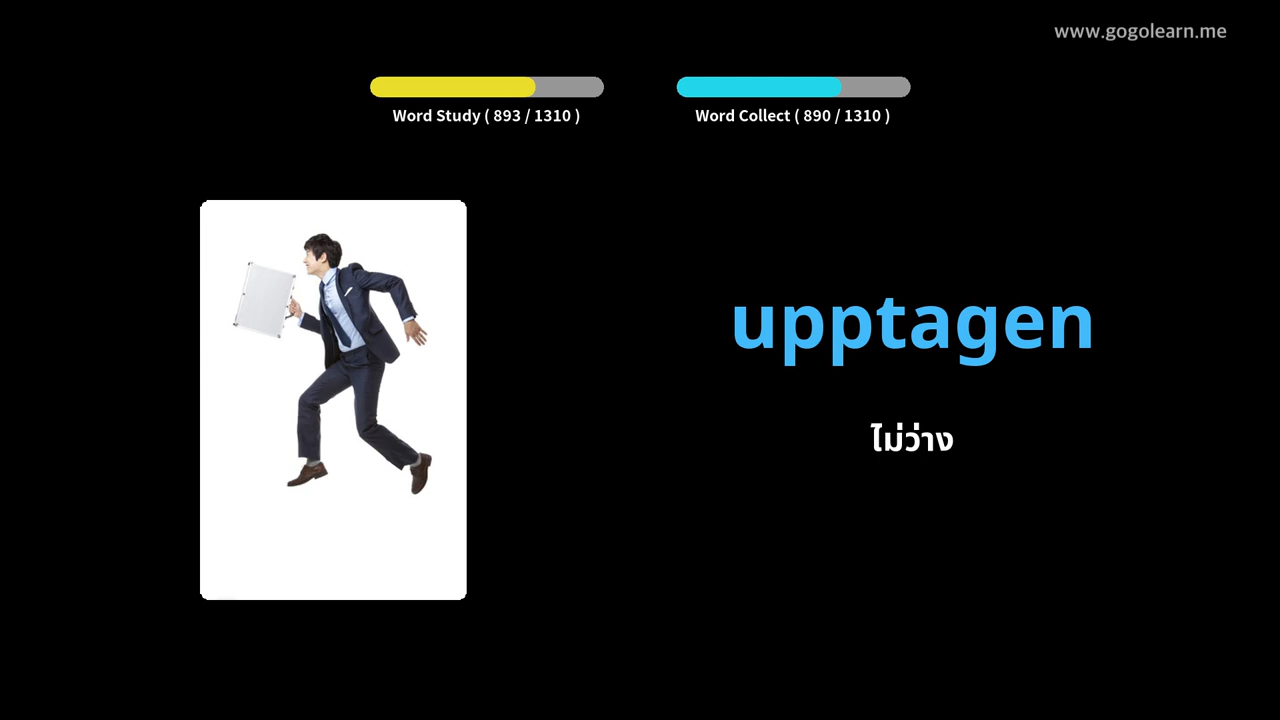 www.gogolearn.me
Word Study ( 893 / 1310 )
Word Collect ( 890 / 1310 )
upptagen
ไม่ว่าง